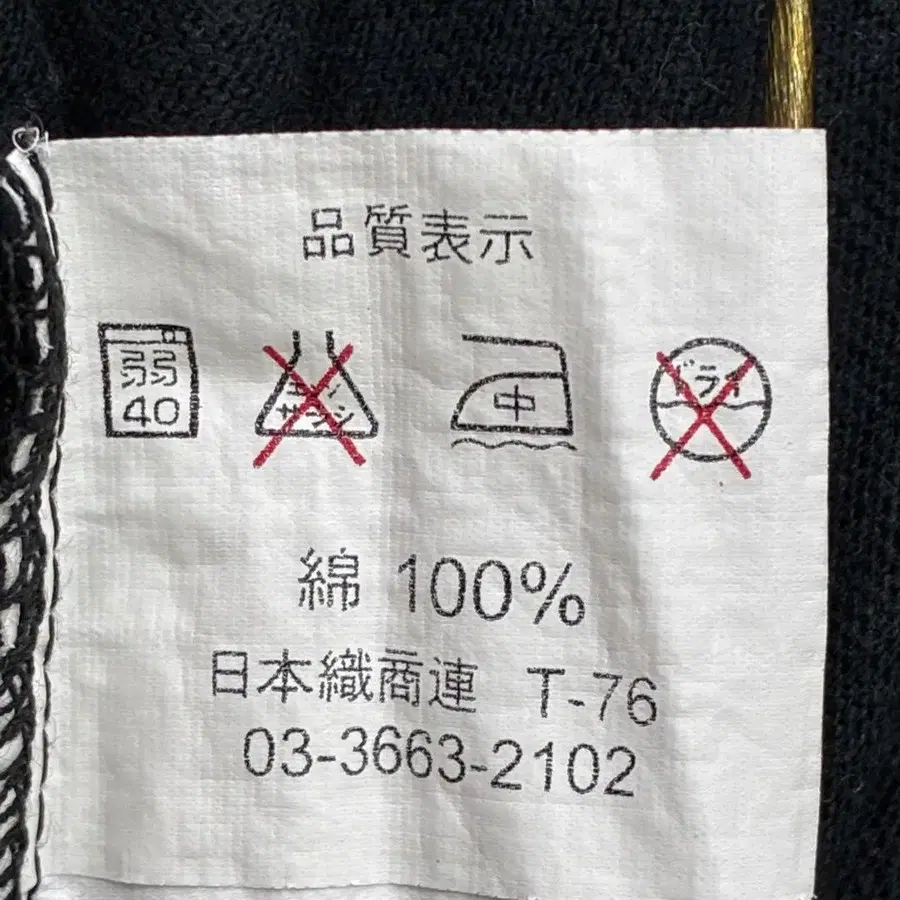 品質表示
弱
40
エンソ
サラシ
中
ドライ
綿 100%
日本織商連 T-76
03-3663-2102